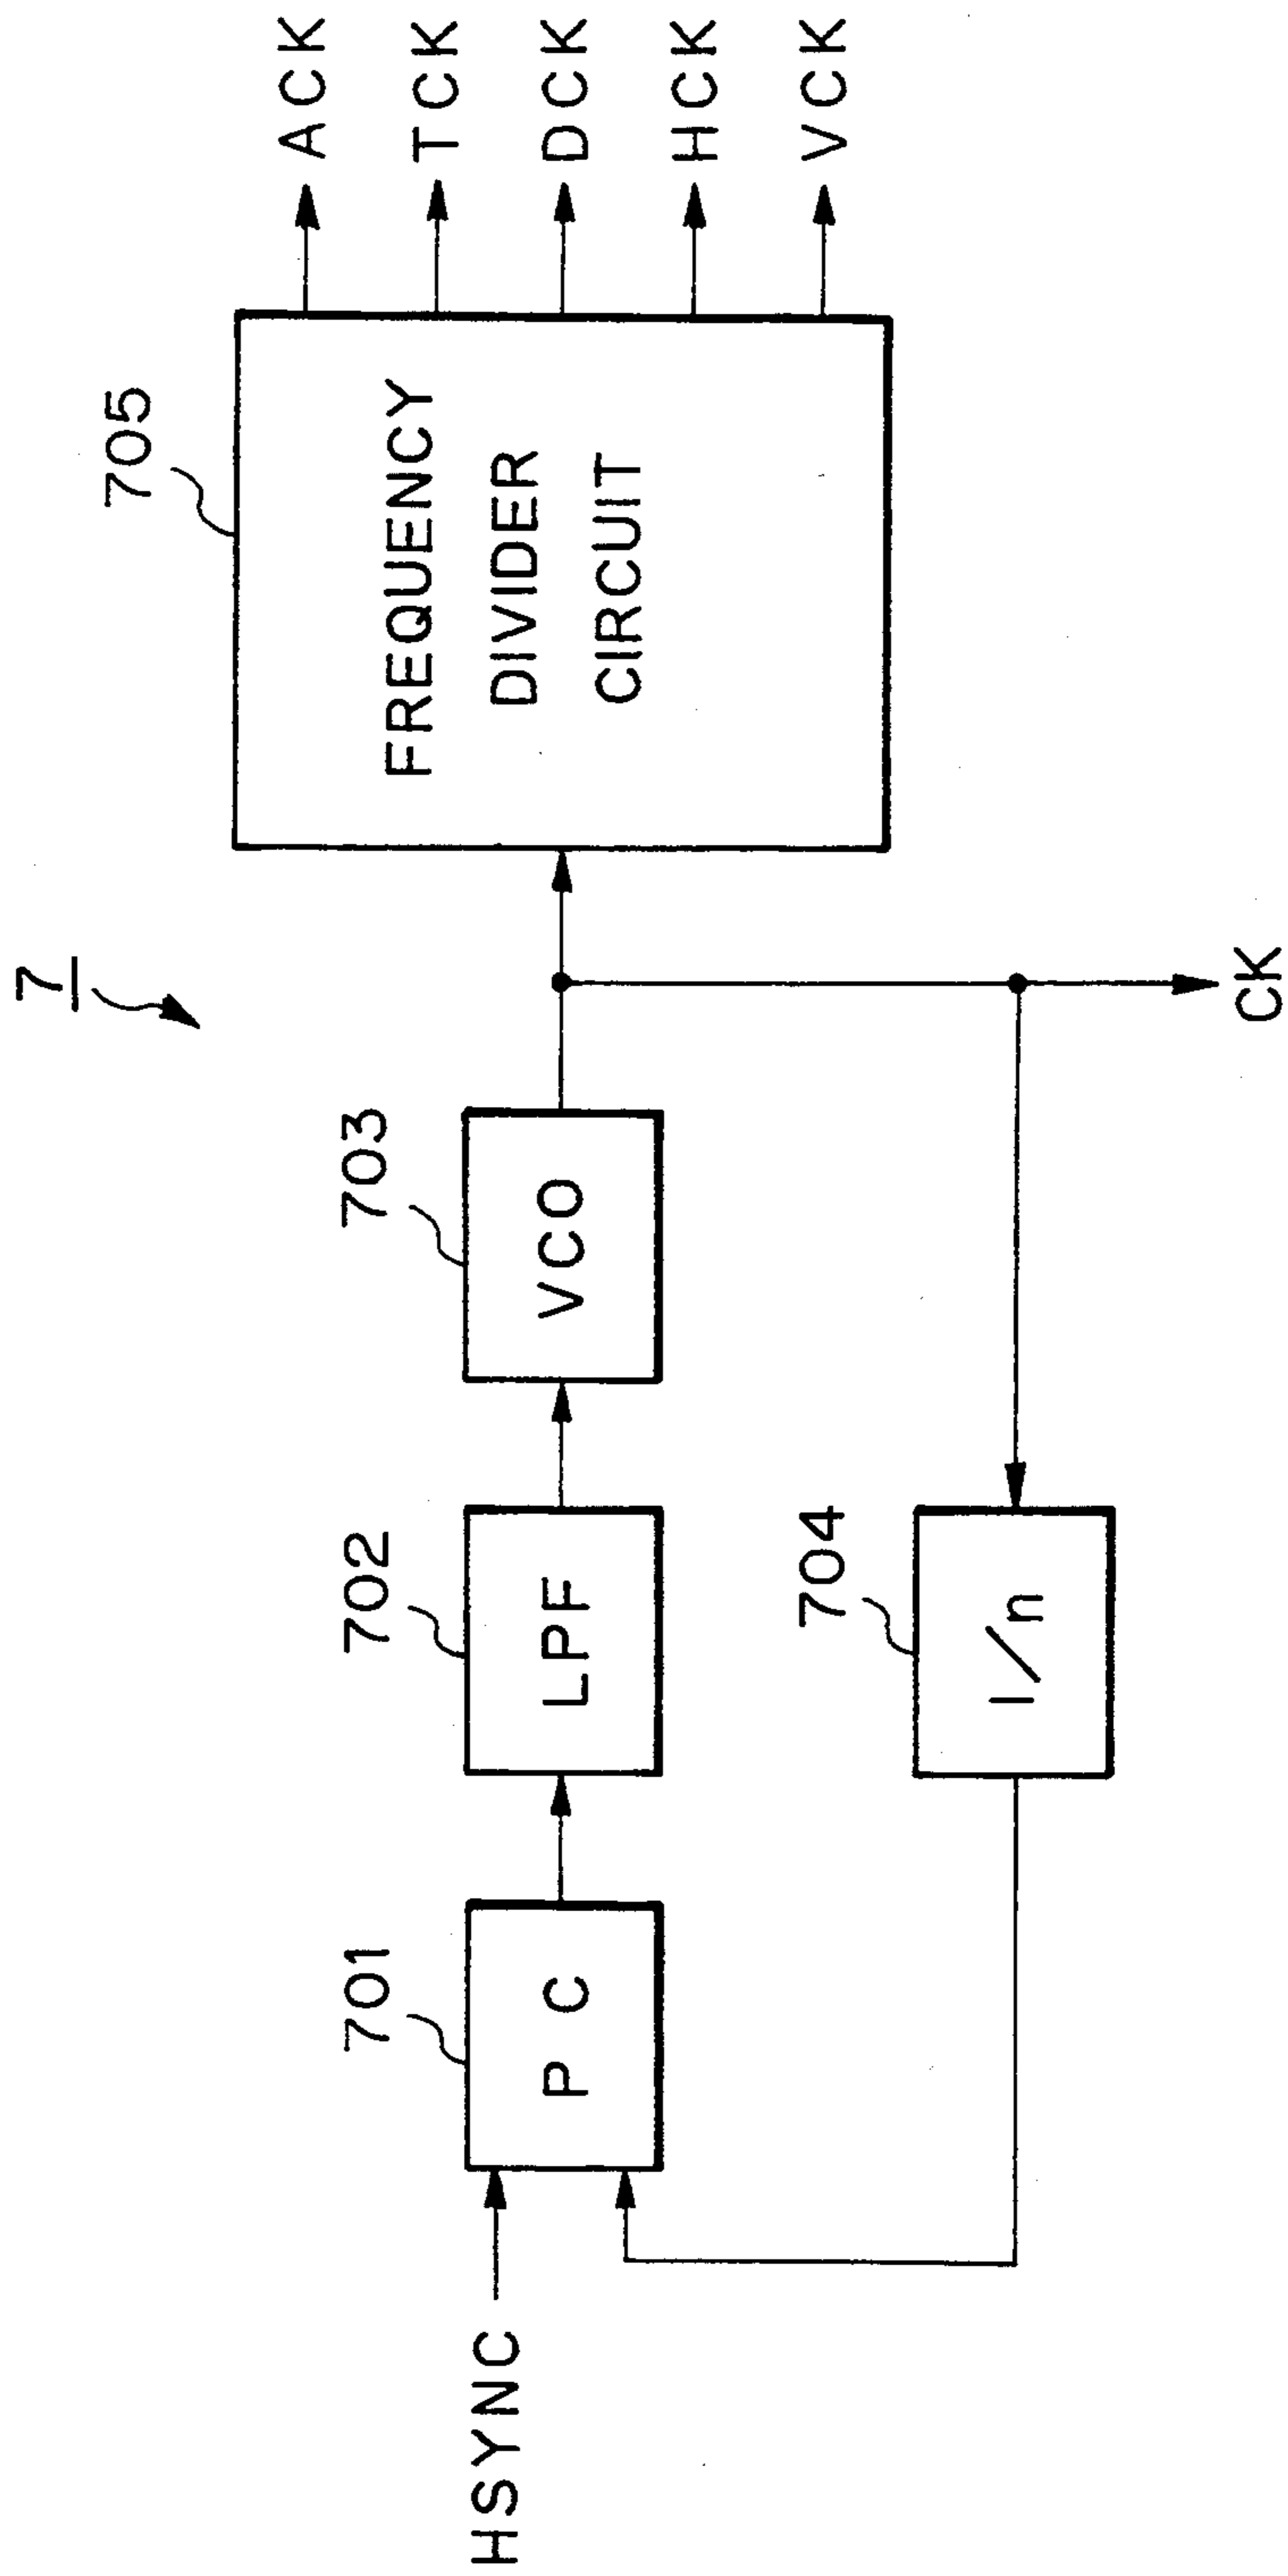 7
HSYNC
701
P C
702
LPF
703
VCO
704
1/n
CK
705
FREQUENCY
DIVIDER
CIRCUIT
ACK
TCK
DCK
HCK
VCK